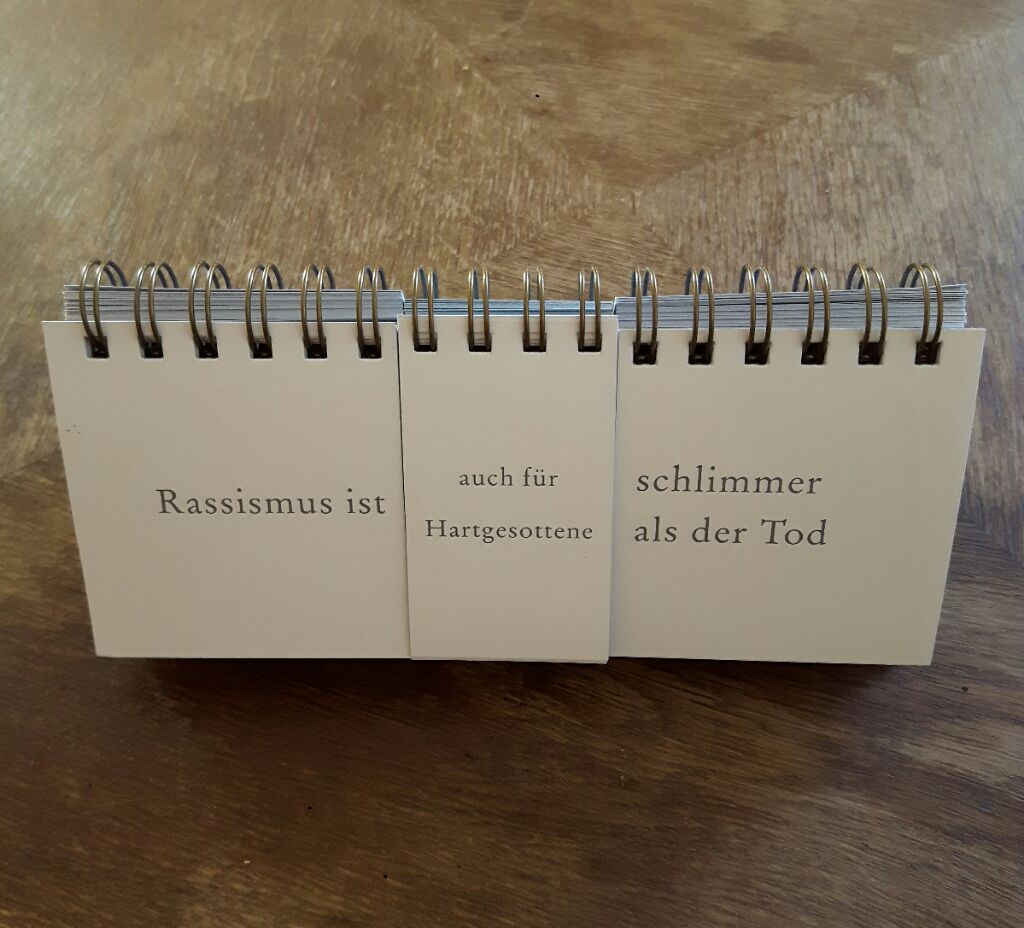 Rassismus ist
auch für
Hartgesottene
schlimmer
als der Tod